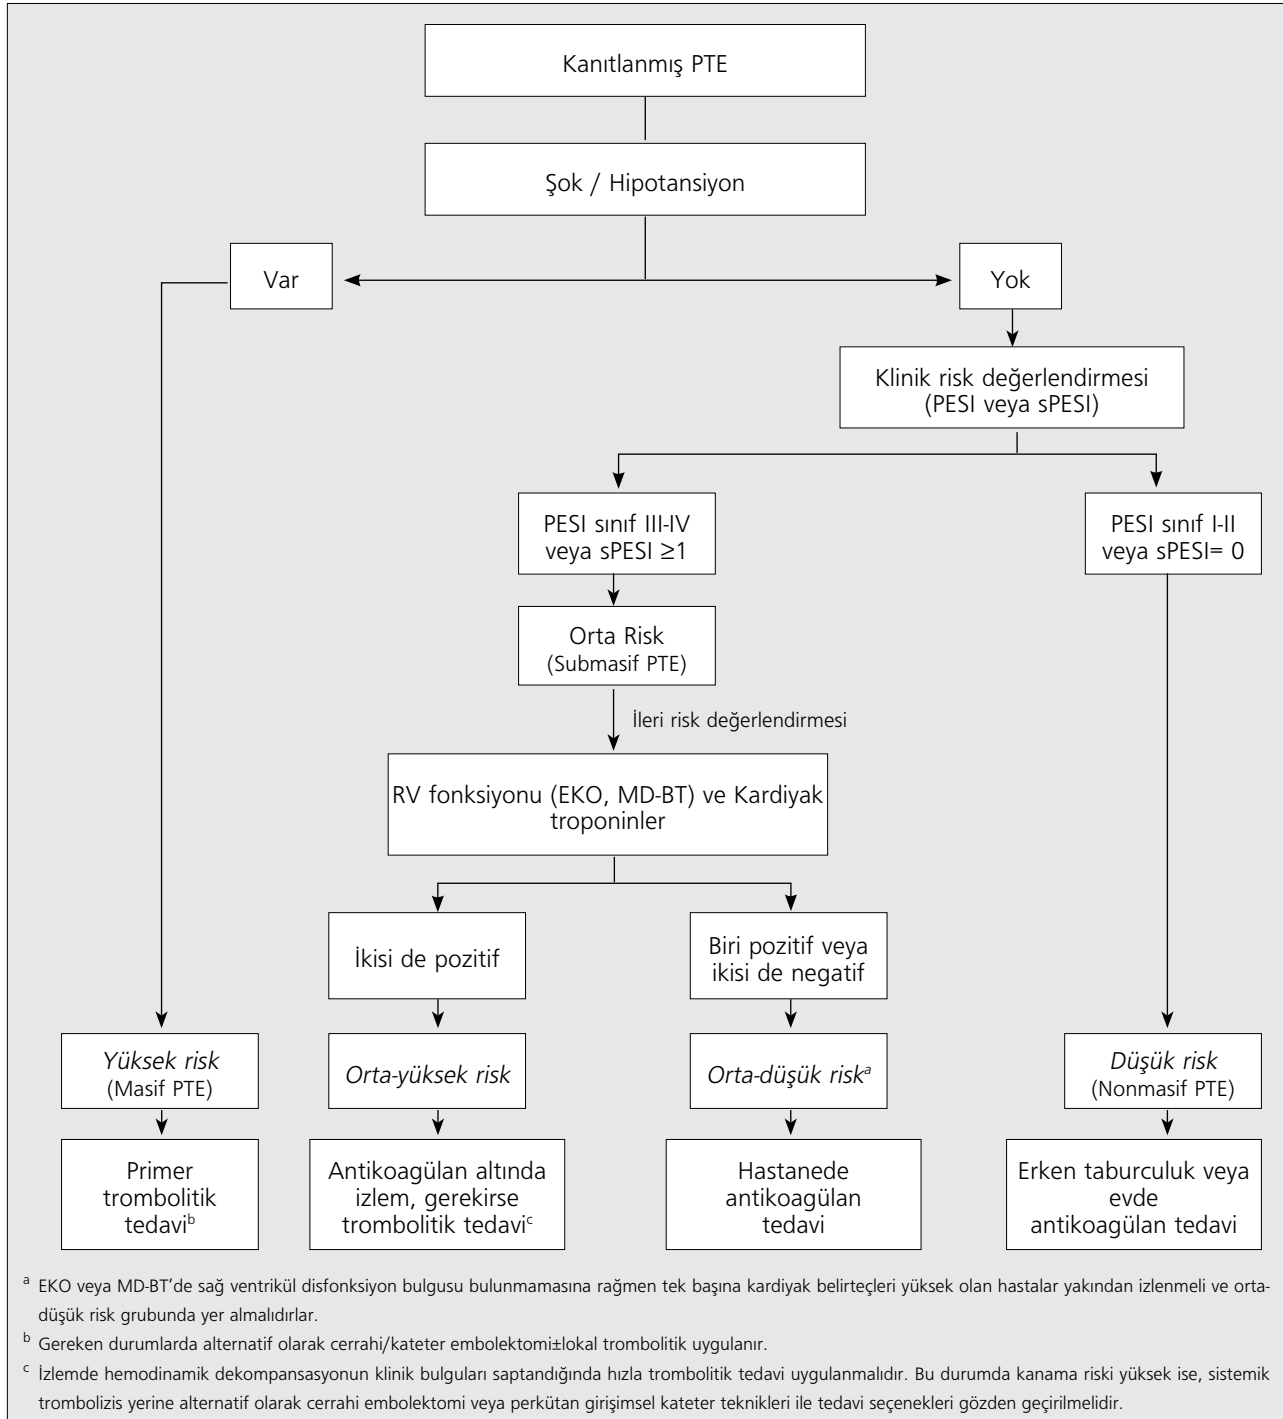 Kanıtlanmış PTE
Şok / Hipotansiyon
Var
Yok
Klinik risk değerlendirmesi
(PESI veya sPESI)
PESI sınıf III-IV
veya sPESI ≥1
PESI sınıf I-II
veya sPESI= 0
Orta Risk
(Submasif PTE)
İleri risk değerlendirmesi
RV fonksiyonu (EKO, MD-BT) ve Kardiyak
troponinler
İkisi de pozitif
Biri pozitif veya
ikisi de negatif
Yüksek risk
(Masif PTE)
Orta-yüksek risk
Orta-düşük riskᵃ
Düşük risk
(Nonmasif PTE)
Primer
trombolitik
tedaviᵇ
Antikoagülan altında
izlem, gerekirse
trombolitik tedaviᶜ
Hastanede
antikoagülan
tedavi
Erken taburculuk veya
evde
antikoagülan tedavi
ᵃ EKO veya MD-BT’de sağ ventrikül disfonksiyon bulgusu bulunmamasına rağmen tek başına kardiyak belirteçleri yüksek olan hastalar yakından izlenmeli ve orta-
düşük risk grubunda yer almalıdırlar.
ᵇ Gereken durumlarda alternatif olarak cerrahi/kateter embolektomi±lokal trombolitik uygulanır.
ᶜ İzlemde hemodinamik dekompansasyonun klinik bulguları saptandığında hızla trombolitik tedavi uygulanmalıdır. Bu durumda kanama riski yüksek ise, sistemik
trombolizis yerine alternatif olarak cerrahi embolektomi veya perkütan girişimsel kateter teknikleri ile tedavi seçenekleri gözden geçirilmelidir.